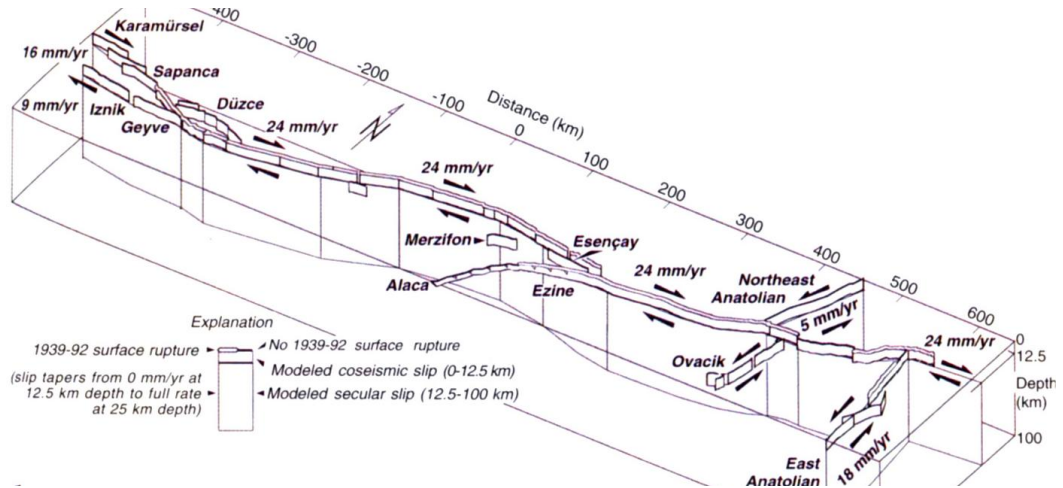 Karamürsel
400
-300
-200
-100
0
100
200
300
400
500
600
Distance (km)
N
16 mm/yr
Sapanca
9 mm/yr
Iznik
Düzce
Geyve
24 mm/yr
24 mm/yr
Merzifon
Esençay
Alaca
Ezine
24 mm/yr
Northeast
Anatolian
5 mm/yr
24 mm/yr
0
12.5
Depth
(km)
100
Ovacik
East
Anatolian
18 mm/yr
Explanation
1939-92 surface rupture
No 1939-92 surface rupture
Modeled coseismic slip (0-12.5 km)
(slip tapers from 0 mm/yr at
12.5 km depth to full rate
at 25 km depth)
Modeled secular slip (12.5-100 km)